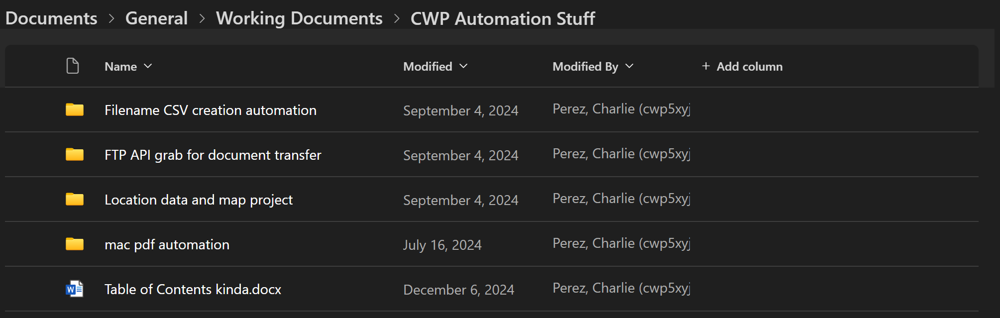 Documents > General > Working Documents > CWP Automation Stuff
Name Modified Modified By + Add column
Filename CSV creation automation September 4, 2024 Perez, Charlie (cwp5xyj
FTP API grab for document transfer September 4, 2024 Perez, Charlie (cwp5xyj
Location data and map project September 4, 2024 Perez, Charlie (cwp5xyj
mac pdf automation July 16, 2024 Perez, Charlie (cwp5xyj
W Table of Contents kinda.docx December 6, 2024 Perez, Charlie (cwp5xyj